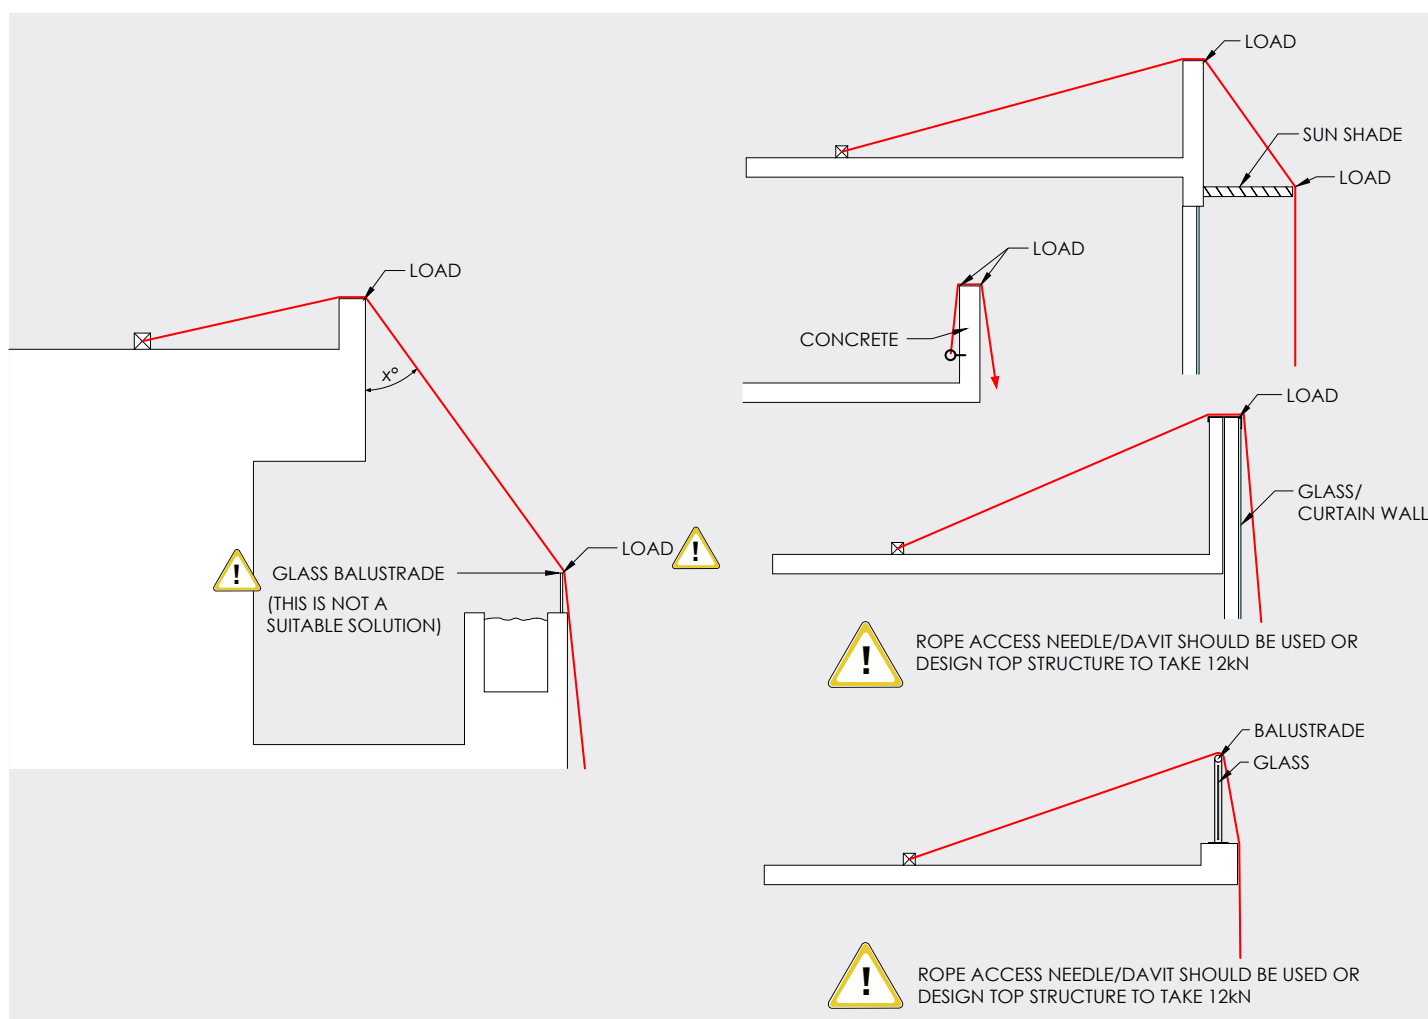 LOAD
X°
GLASS BALUSTRADE
(THIS IS NOT A
SUITABLE SOLUTION)
LOAD
!
!
LOAD
SUN SHADE
LOAD
LOAD
CONCRETE
LOAD
GLASS/
CURTAIN WALL
!
ROPE ACCESS NEEDLE/DAVIT SHOULD BE USED OR
DESIGN TOP STRUCTURE TO TAKE 12kN
BALUSTRADE
GLASS
!
ROPE ACCESS NEEDLE/DAVIT SHOULD BE USED OR
DESIGN TOP STRUCTURE TO TAKE 12kN